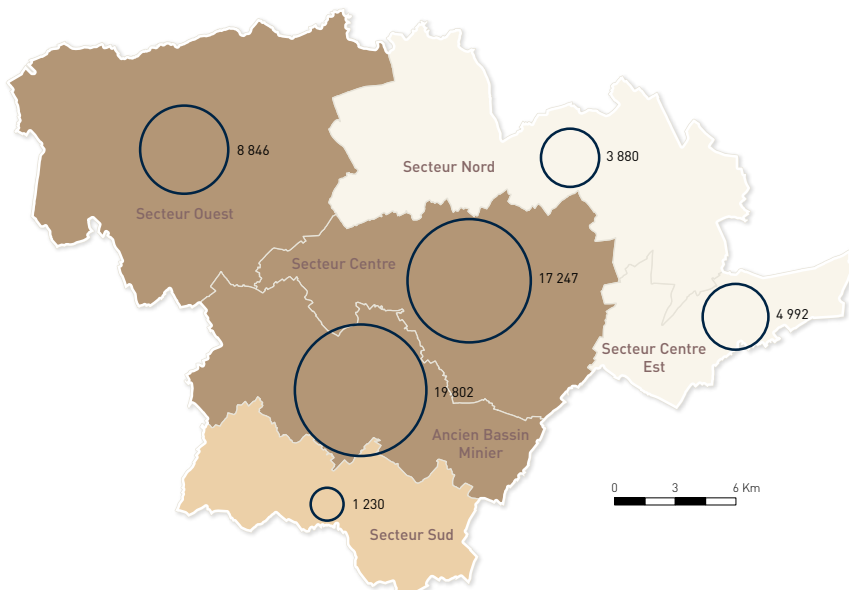 8 846
3 880
Secteur Nord
Secteur Ouest
Secteur Centre
17 247
4 992
Secteur Centre
Est
19 802
Ancien Bassin
Minier
0 3 6 Km
1 230
Secteur Sud